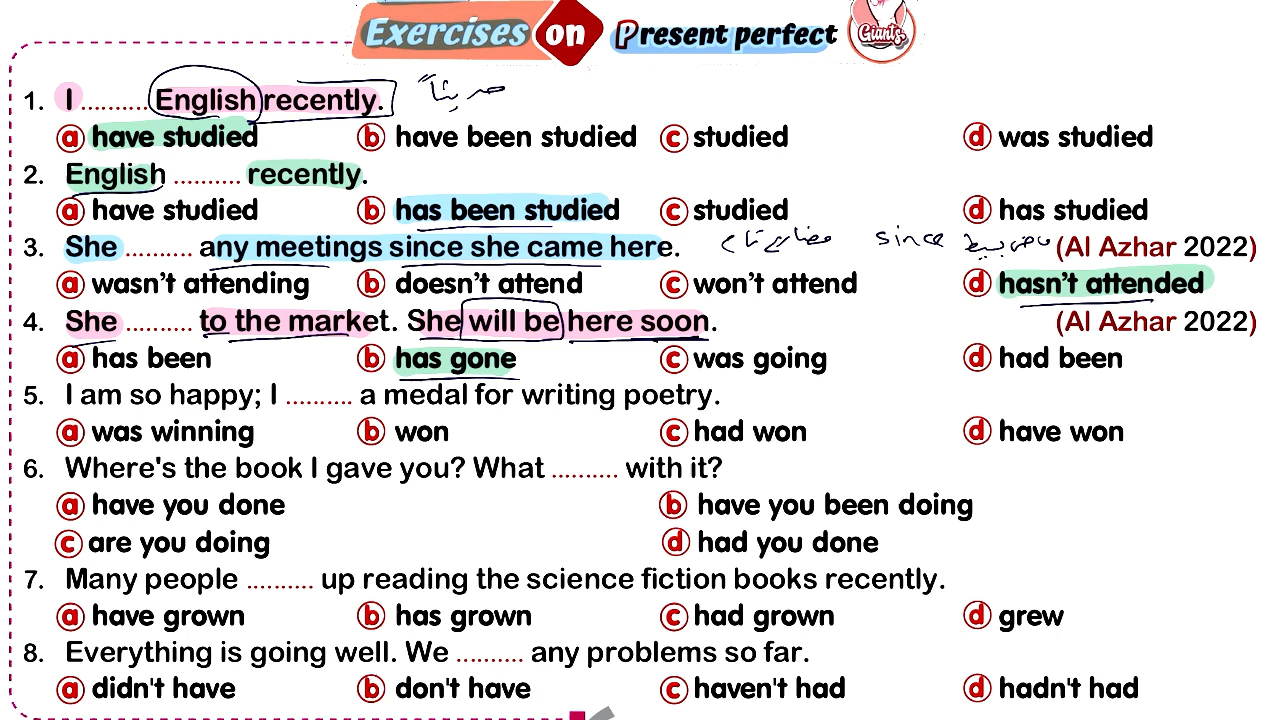 Exercises on Present perfect
Giants
1. I .......... English recently. حديثاً
a have studied b have been studied c studied d was studied
2. English .......... recently.
a have studied b has been studied c studied d has studied
3. She .......... any meetings since she came here. مضارع تام since ماضي بسيط (Al Azhar 2022)
a wasn't attending b doesn't attend c won't attend d hasn't attended
4. She .......... to the market. She will be here soon. (Al Azhar 2022)
a has been b has gone c was going d had been
5. I am so happy; I .......... a medal for writing poetry.
a was winning b won c had won d have won
6. Where's the book I gave you? What .......... with it?
a have you done b have you been doing
c are you doing d had you done
7. Many people .......... up reading the science fiction books recently.
a have grown b has grown c had grown d grew
8. Everything is going well. We .......... any problems so far.
a didn't have b don't have c haven't had d hadn't had